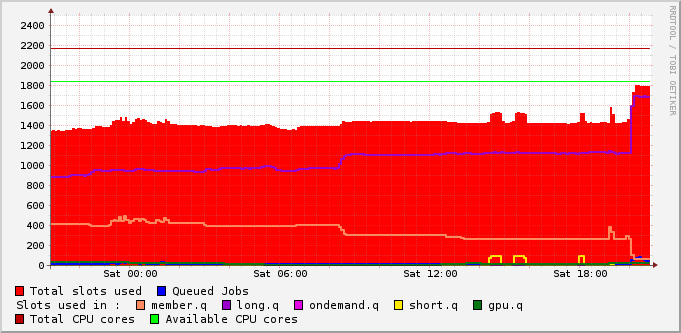 2400
2200
2000
1800
1600
1400
1200
1000
800
600
400
200
0
Sat 00:00 Sat 06:00 Sat 12:00 Sat 18:00
RRDTOOL / TOBI OETIKER
Total slots used Queued Jobs
Slots used in : member.q long.q ondemand.q short.q gpu.q
Total CPU cores Available CPU cores